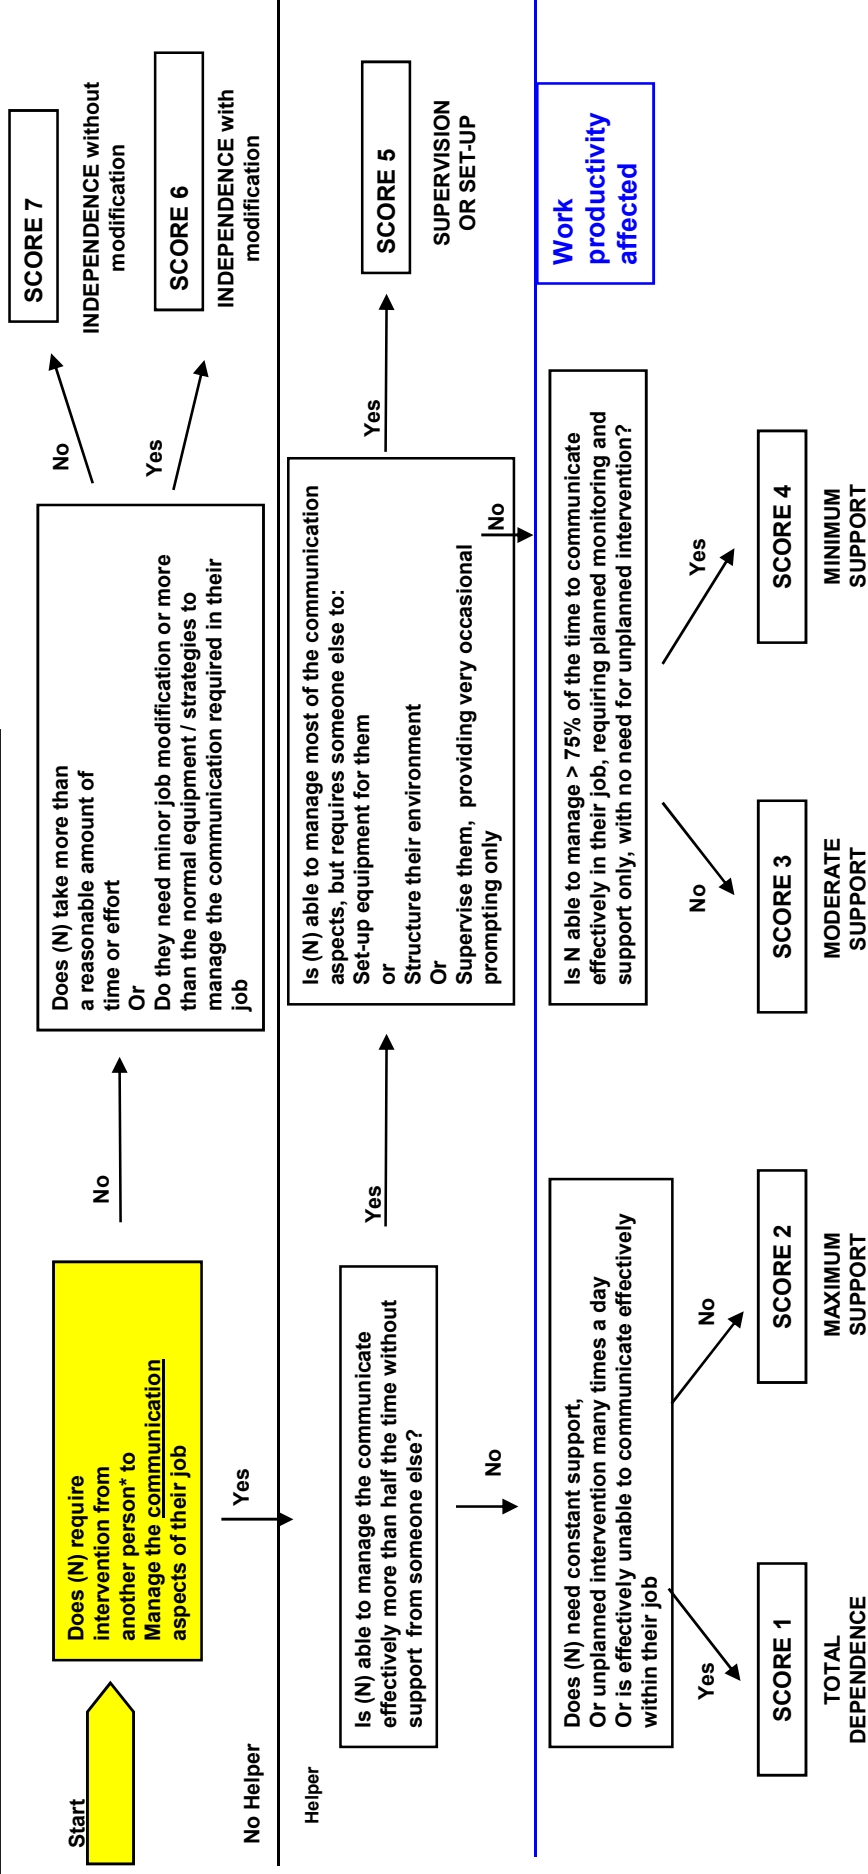 Start
Does (N) require
intervention from
another person* to
Manage the communication
aspects of their job
No
Does (N) take more than
a reasonable amount of
time or effort
Or
Do they need minor job modification or more
than the normal equipment / strategies to
manage the communication required in their
job
No
SCORE 7
INDEPENDENCE without
modification
Yes
SCORE 6
INDEPENDENCE with
modification
Yes
No Helper
Helper
Is (N) able to manage the communicate
effectively more than half the time without
support from someone else?
Yes
Is (N) able to manage most of the communication
aspects, but requires someone else to:
Set-up equipment for them
or
Structure their environment
Or
Supervise them, providing very occasional
prompting only
Yes
SCORE 5
SUPERVISION
OR SET-UP
No
No
Work
productivity
affected
Does (N) need constant support,
Or unplanned intervention many times a day
Or is effectively unable to communicate effectively
within their job
Yes
No
SCORE 1
TOTAL
DEPENDENCE
SCORE 2
MAXIMUM
SUPPORT
Is N able to manage > 75% of the time to communicate
effectively in their job, requiring planned monitoring and
support only, with no need for unplanned intervention?
No
Yes
SCORE 3
MODERATE
SUPPORT
SCORE 4
MINIMUM
SUPPORT